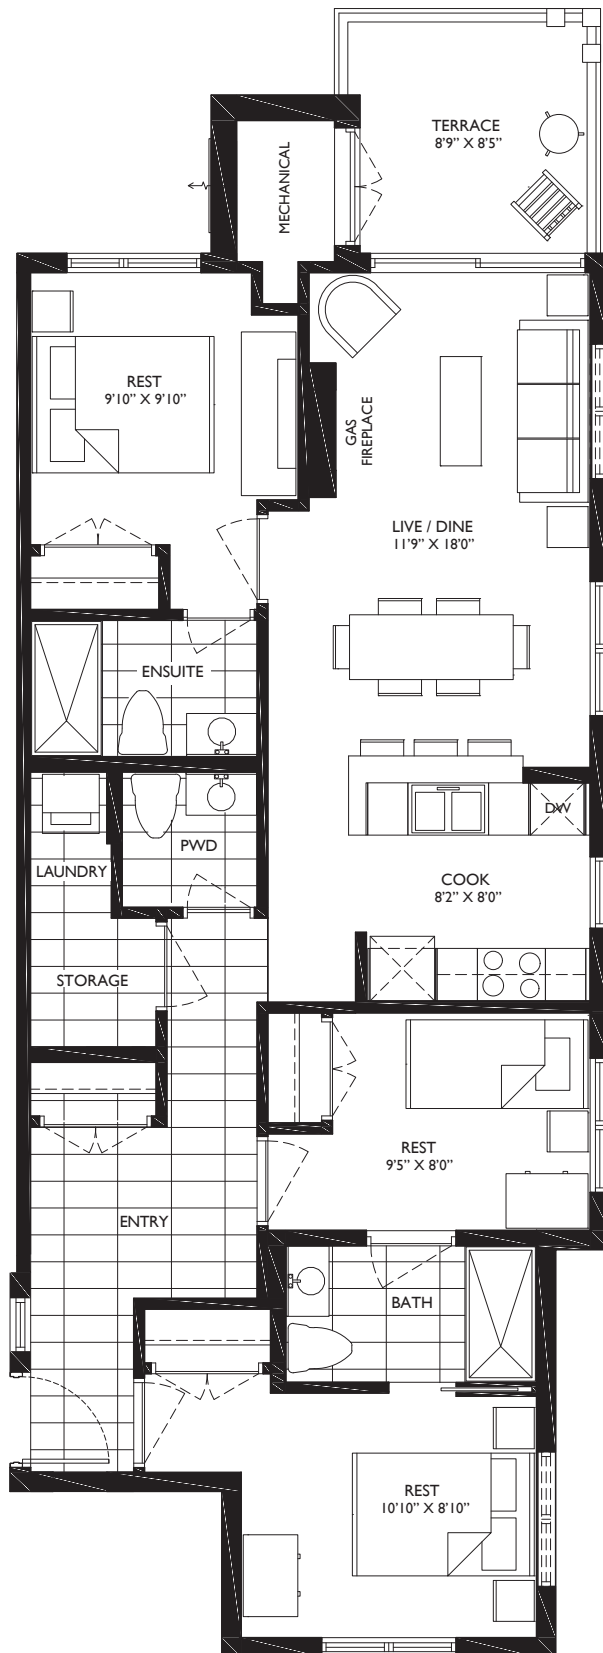 TERRACE
8’9” X 8’5”
MECHANICAL
REST
9’10” X 9’10”
GAS
FIREPLACE
LIVE / DINE
11’9” X 18’0”
ENSUITE
PWD
DW
LAUNDRY
COOK
8’2” X 8’0”
STORAGE
REST
9’5” X 8’0”
ENTRY
BATH
REST
10’10” X 8’10”